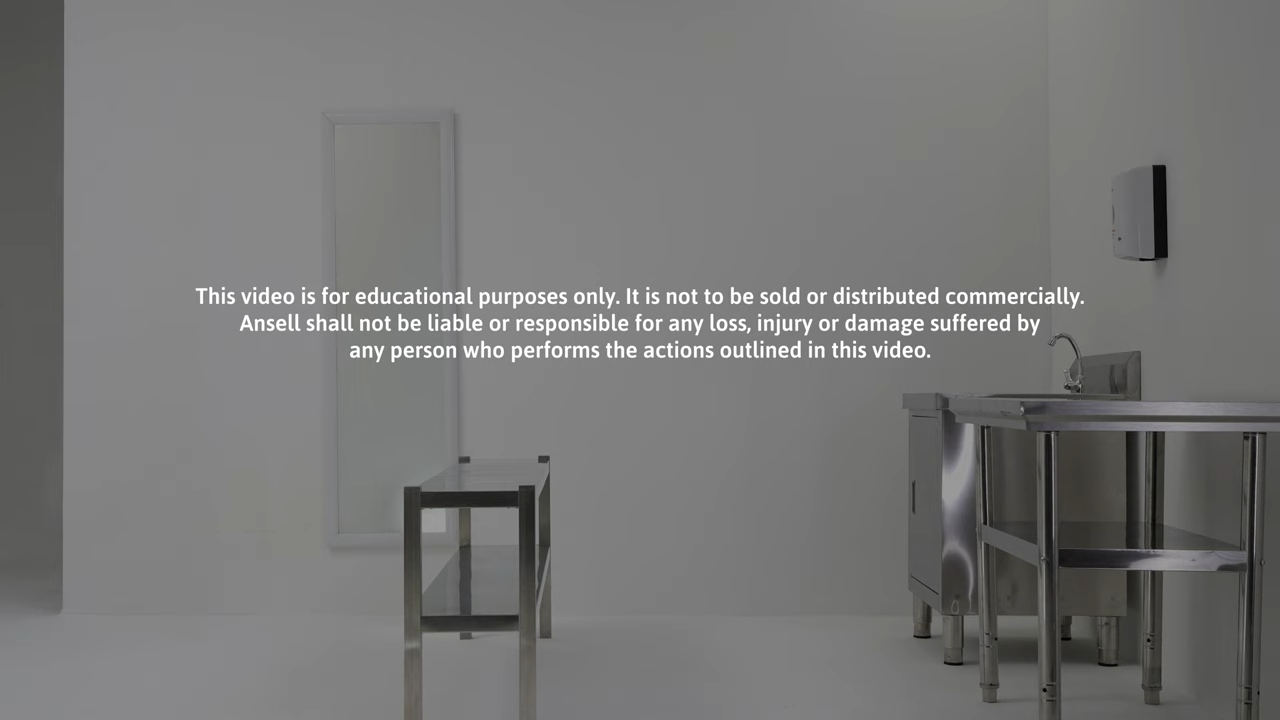 This video is for educational purposes only. It is not to be sold or distributed commercially.
Ansell shall not be liable or responsible for any loss, injury or damage suffered by
any person who performs the actions outlined in this video.